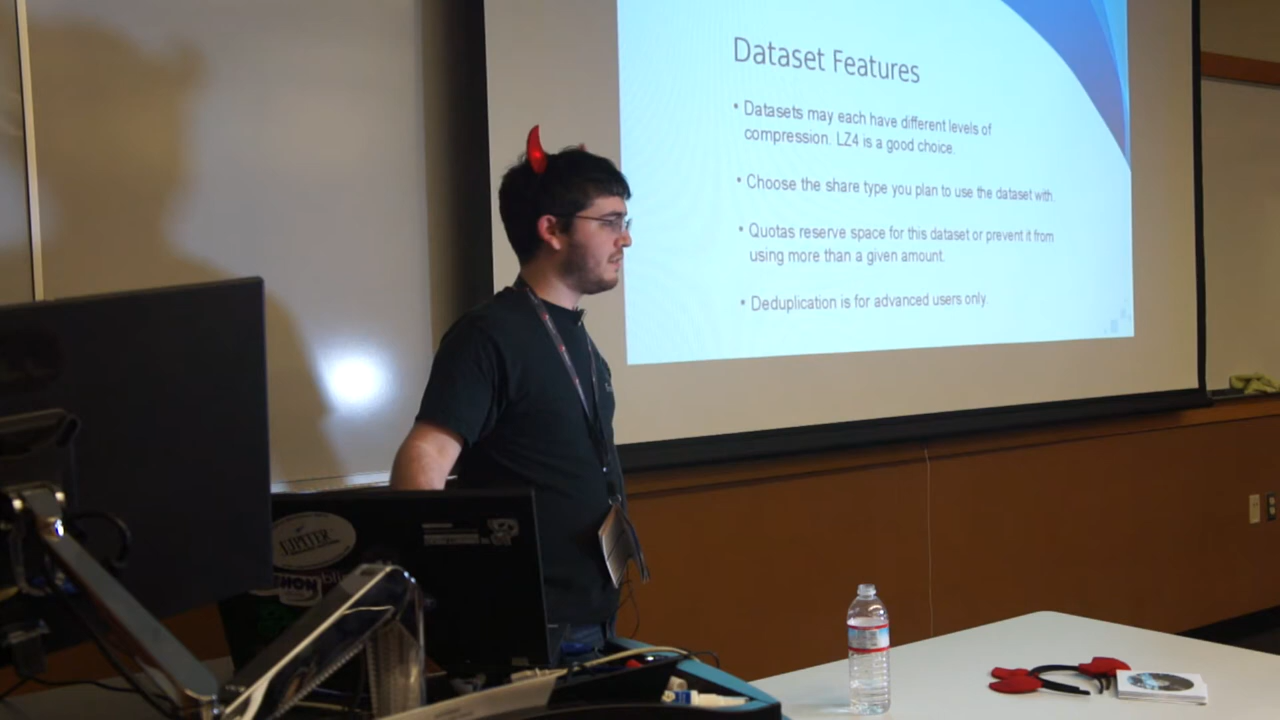 Dataset Features
• Datasets may each have different levels of
compression. LZ4 is a good choice.
• Choose the share type you plan to use the dataset with.
• Quotas reserve space for this dataset or prevent it from
using more than a given amount.
• Deduplication is for advanced users only.
JUPITER